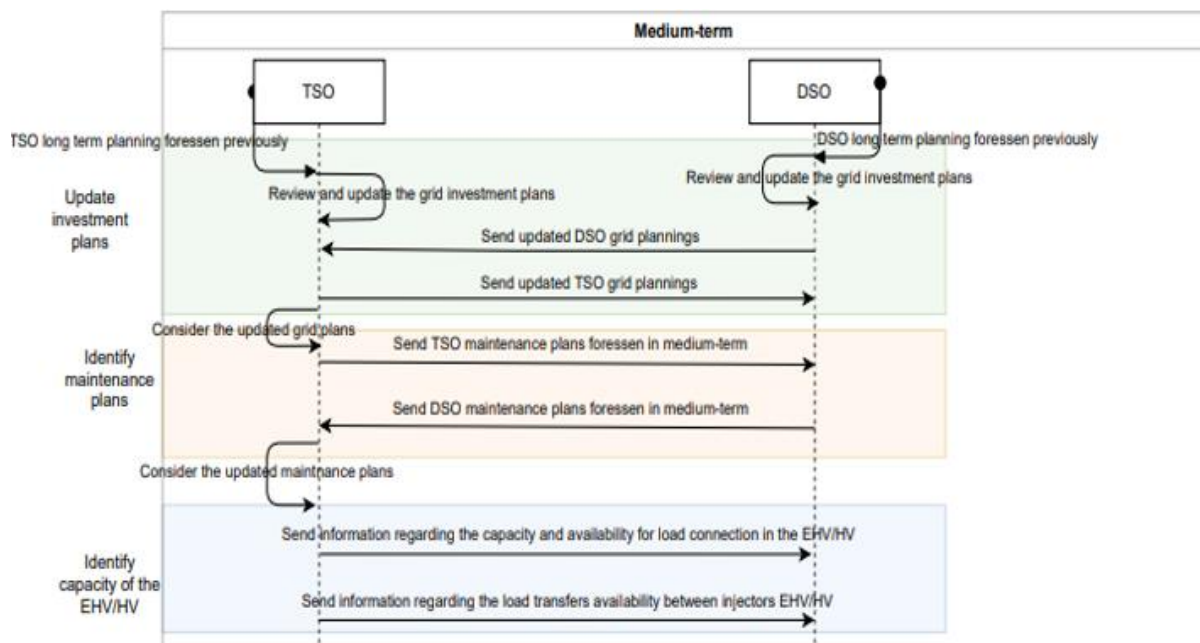 Medium-term
TSO
DSO
TSO long term planning foressen previously
DSO long term planning foressen previously
Review and update the grid investment plans
Review and update the grid investment plans
Update
investment
plans
Send updated DSO grid plannings
Send updated TSO grid plannings
Consider the updated grid plans
Send TSO maintenance plans foressen in medium-term
Identify
maintenance
plans
Send DSO maintenance plans foressen in medium-term
Consider the updated maintnance plans
Send information regarding the capacity and availability for load connection in the EHV/HV
Identify
capacity of the
EHV/HV
Send information regarding the load transfers availability between injectors EHV/HV